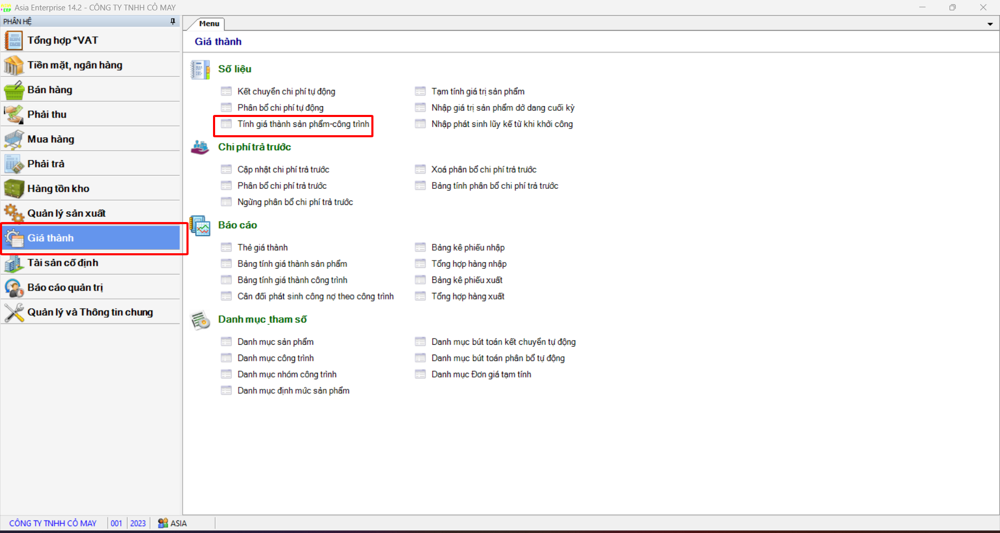 Asia Enterprise 14.2 - CÔNG TY TNHH CỎ MAY
PHÂN HỆ
Tổng hợp *VAT
Tiền mặt, ngân hàng
Bán hàng
Phải thu
Mua hàng
Phải trả
Hàng tồn kho
Quản lý sản xuất
Giá thành
Tài sản cố định
Báo cáo quản trị
Quản lý và Thông tin chung
Menu
Giá thành
Số liệu
Kết chuyển chi phí tự động
Tạm tính giá trị sản phẩm
Phân bổ chi phí tự động
Nhập giá trị sản phẩm dở dang cuối kỳ
Tính giá thành sản phẩm-công trình
Nhập phát sinh lũy kế từ khi khởi công
Chi phí trả trước
Cập nhật chi phí trả trước
Xoá phân bổ chi phí trả trước
Phân bổ chi phí trả trước
Bảng tính phân bổ chi phí trả trước
Ngừng phân bổ chi phí trả trước
Báo cáo
Thẻ giá thành
Bảng kê phiếu nhập
Bảng tính giá thành sản phẩm
Tổng hợp hàng nhập
Bảng tính giá thành công trình
Bảng kê phiếu xuất
Cân đối phát sinh công nợ theo công trình
Tổng hợp hàng xuất
Danh mục_tham số
Danh mục sản phẩm
Danh mục bút toán kết chuyển tự động
Danh mục công trình
Danh mục bút toán phân bổ tự động
Danh mục nhóm công trình
Danh mục Đơn giá tạm tính
Danh mục định mức sản phẩm
CÔNG TY TNHH CỎ MAY 001 2023 ASIA